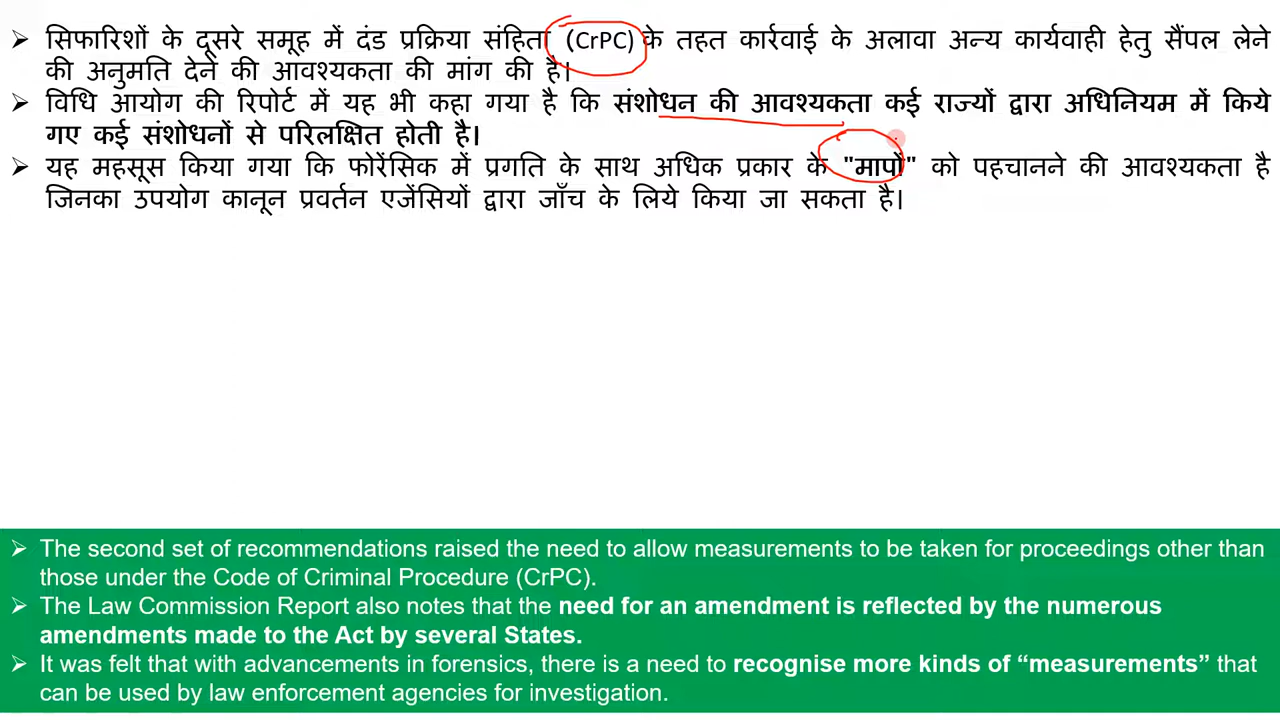 ➢ सिफारिशों के दूसरे समूह में दंड प्रक्रिया संहिता (CrPC) के तहत कार्रवाई के अलावा अन्य कार्यवाही हेतु सैंपल लेने
की अनुमति देने की आवश्यकता की मांग की है।
➢ विधि आयोग की रिपोर्ट में यह भी कहा गया है कि संशोधन की आवश्यकता कई राज्यों द्वारा अधिनियम में किये
गए कई संशोधनों से परिलक्षित होती है।
➢ यह महसूस किया गया कि फोरेंसिक में प्रगति के साथ अधिक प्रकार के "मापों" को पहचानने की आवश्यकता है
जिनका उपयोग कानून प्रवर्तन एजेंसियों द्वारा जाँच के लिये किया जा सकता है।
➢ The second set of recommendations raised the need to allow measurements to be taken for proceedings other than
those under the Code of Criminal Procedure (CrPC).
➢ The Law Commission Report also notes that the need for an amendment is reflected by the numerous
amendments made to the Act by several States.
➢ It was felt that with advancements in forensics, there is a need to recognise more kinds of “measurements” that
can be used by law enforcement agencies for investigation.